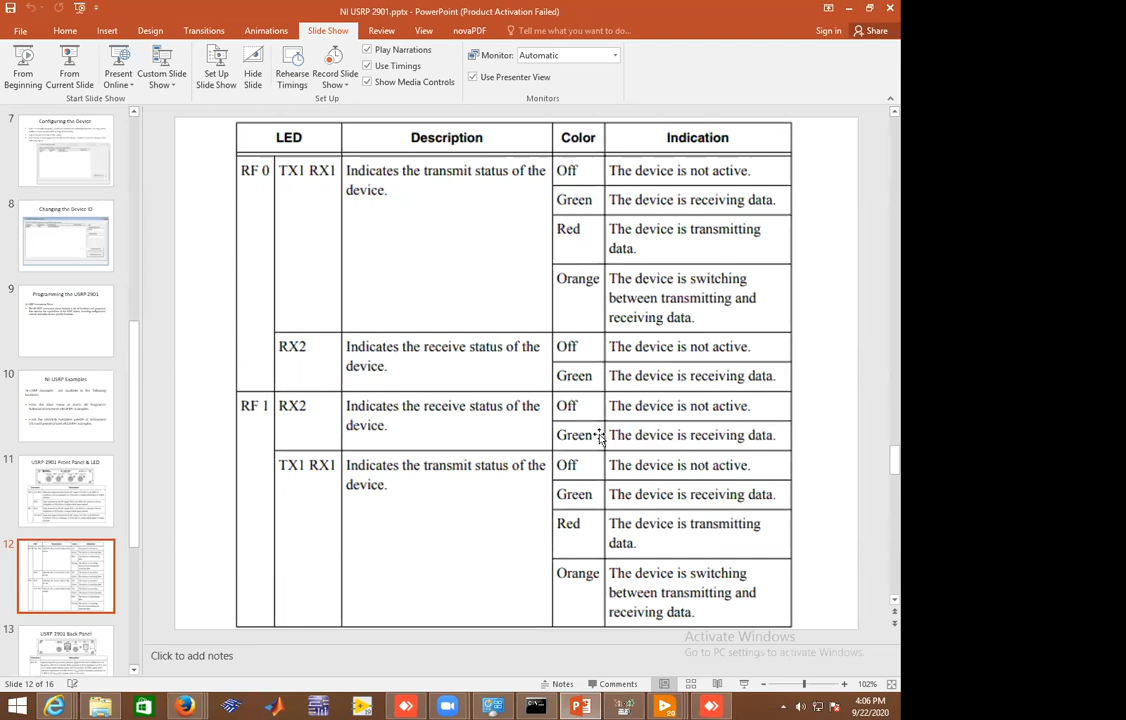 NI USRP 2901.pptx - PowerPoint (Product Activation Failed)
File Home Insert Design Transitions Animations Slide Show Review View novaPDF Tell me what you want to do... Sign in Share
From Beginning
From Current Slide
Present Online
Custom Slide Show
Start Slide Show
Set Up Slide Show
Hide Slide
Rehearse Timings
Record Slide Show
Play Narrations
Use Timings
Show Media Controls
Set Up
Monitor: Automatic
Use Presenter View
Monitors
7
Configuring the Device
8
Changing the Device ID
9
Programming the USRP 2901
10
NI USRP Examples
11
USRP 2901 Front Panel & LED
12
13
USRP 2901 Back Panel
LED Description Color Indication
RF 0 TX1 RX1 Indicates the transmit status of the device.
Off The device is not active.
Green The device is receiving data.
Red The device is transmitting data.
Orange The device is switching between transmitting and receiving data.
RX2 Indicates the receive status of the device.
Off The device is not active.
Green The device is receiving data.
RF 1 RX2 Indicates the receive status of the device.
Off The device is not active.
Green The device is receiving data.
TX1 RX1 Indicates the transmit status of the device.
Off The device is not active.
Green The device is receiving data.
Red The device is transmitting data.
Orange The device is switching between transmitting and receiving data.
Activate Windows
Go to PC settings to activate Windows.
Click to add notes
Slide 12 of 16 Notes Comments 102%
4:06 PM
9/22/2020